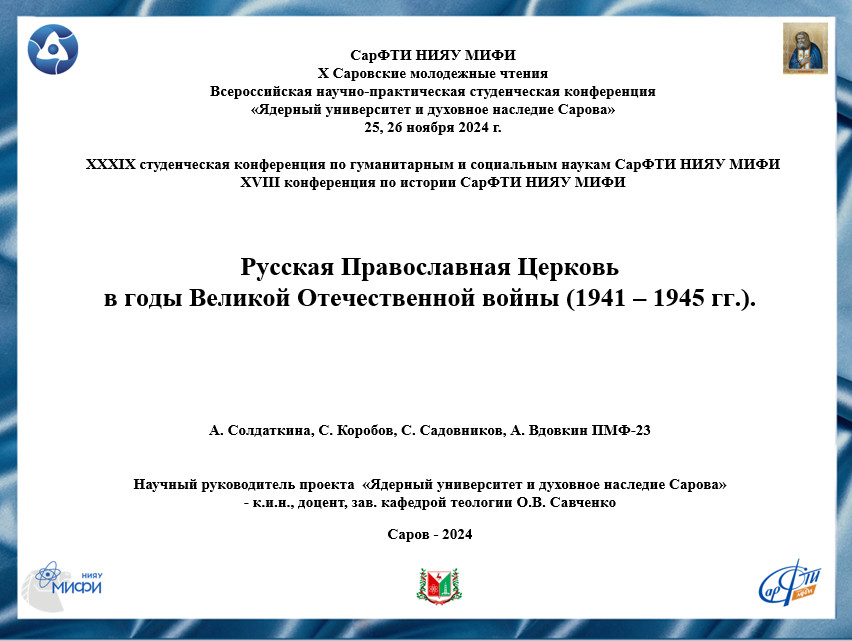 СарФТИ НИЯУ МИФИ
X Саровские молодежные чтения
Всероссийская научно-практическая студенческая конференция
«Ядерный университет и духовное наследие Сарова»
25, 26 ноября 2024 г.
XXXIX студенческая конференция по гуманитарным и социальным наукам СарФТИ НИЯУ МИФИ
XVIII конференция по истории СарФТИ НИЯУ МИФИ
Русская Православная Церковь
в годы Великой Отечественной войны (1941 – 1945 гг.).
А. Солдаткина, С. Коробов, С. Садовников, А. Вдовкин ПМФ-23
Научный руководитель проекта «Ядерный университет и духовное наследие Сарова»
- к.и.н., доцент, зав. кафедрой теологии О.В. Савченко
Саров - 2024
НИЯУ
МИФИ
СарФТИ